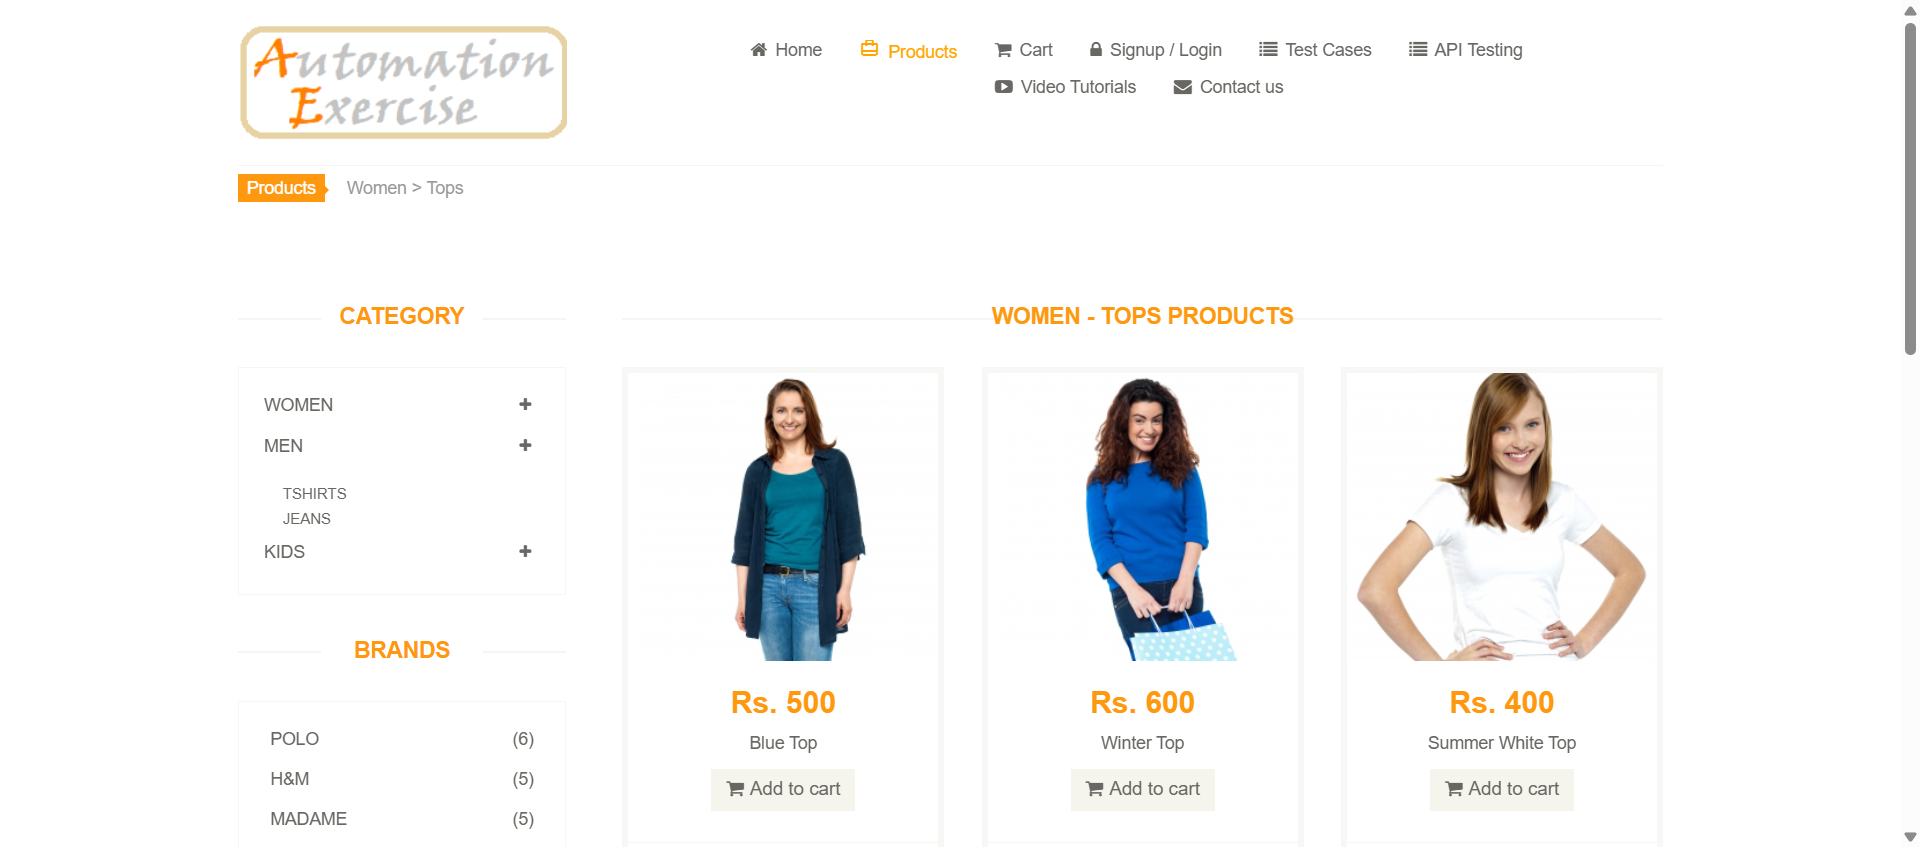 Automation
Exercise
Home
Products
Cart
Signup / Login
Test Cases
API Testing
Video Tutorials
Contact us
Products
Women > Tops
CATEGORY
WOMEN
MEN
TSHIRTS
JEANS
KIDS
BRANDS
POLO (6)
H&M (5)
MADAME (5)
WOMEN - TOPS PRODUCTS
Rs. 500
Blue Top
Add to cart
Rs. 600
Winter Top
Add to cart
Rs. 400
Summer White Top
Add to cart